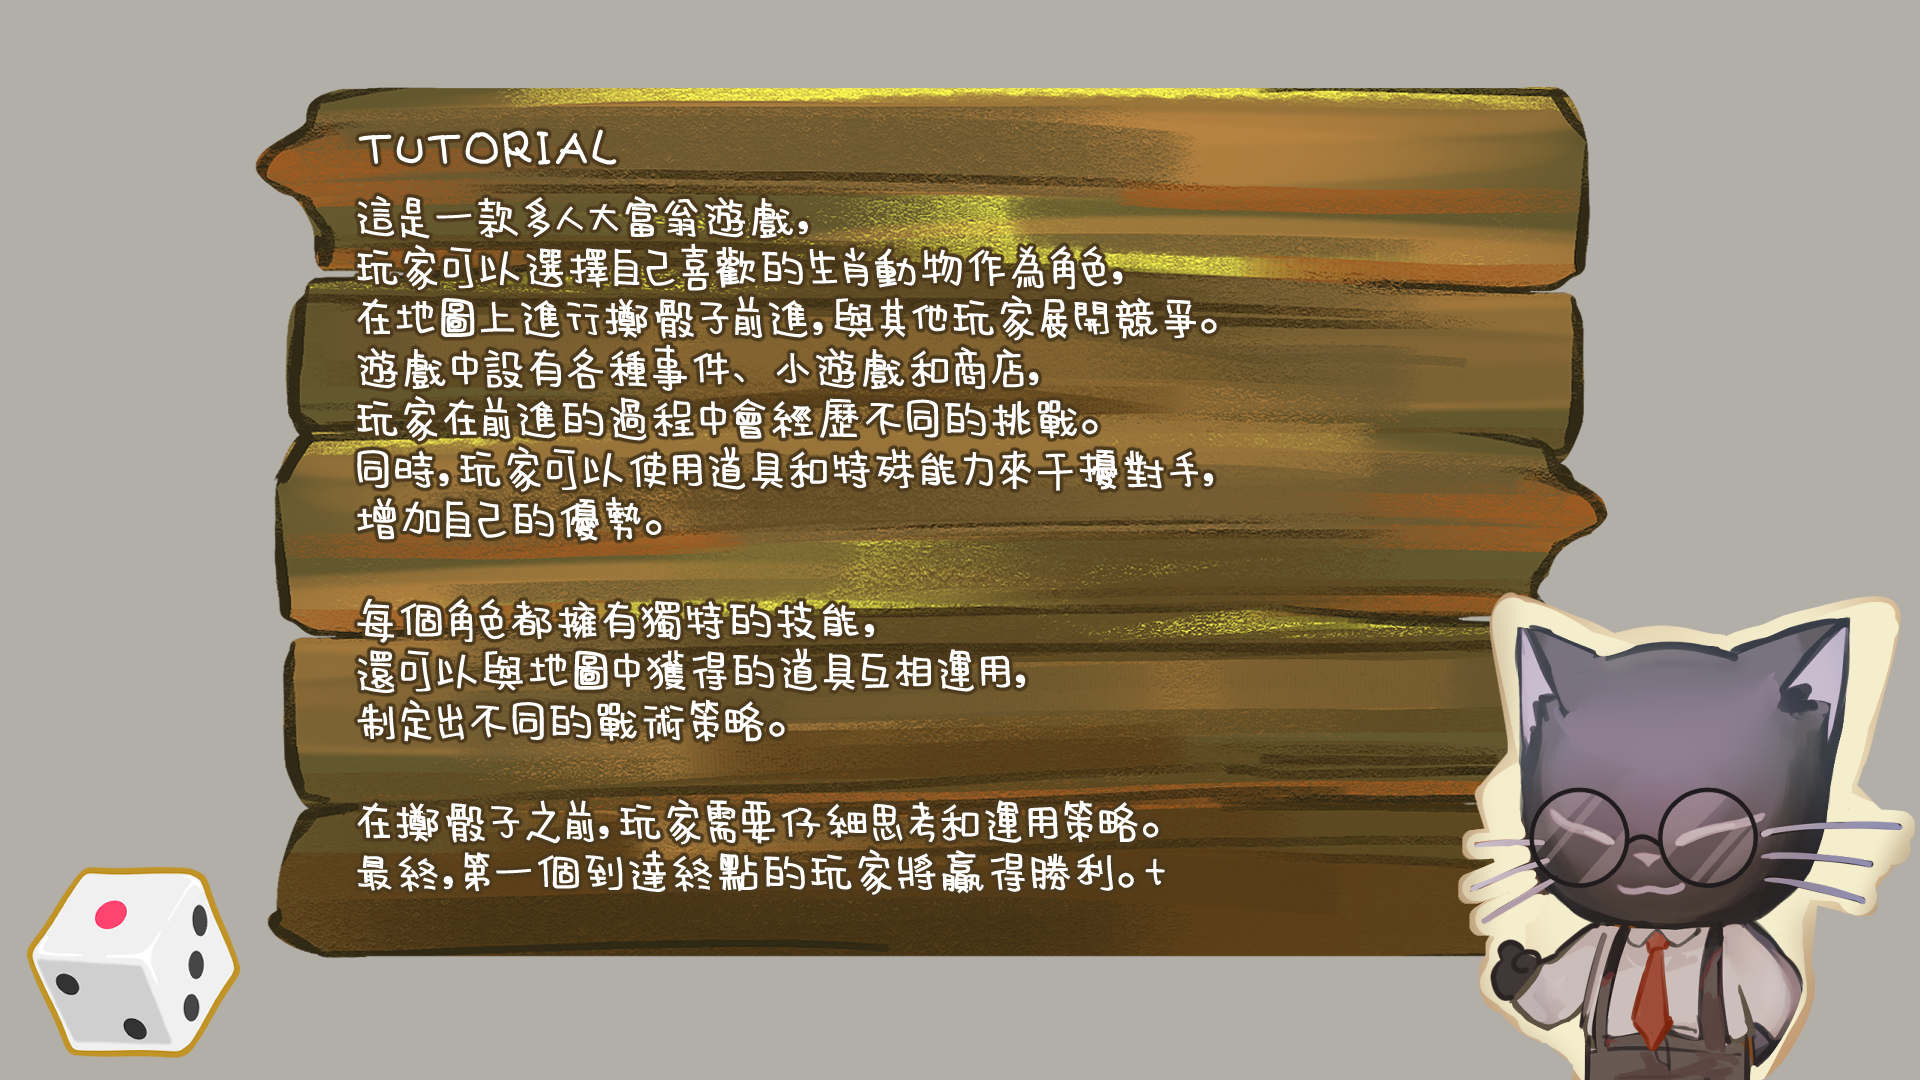 TUTORIAL
這是一款多人大富翁遊戲,
玩家可以選擇自己喜歡的生肖動物作為角色,
在地圖上進行擲骰子前進,與其他玩家展開競爭。
遊戲中設有各種事件、小遊戲和商店,
玩家在前進的過程中會經歷不同的挑戰。
同時,玩家可以使用道具和特殊能力來干擾對手,
增加自己的優勢。
每個角色都擁有獨特的技能,
還可以與地圖中獲得的道具互相運用,
制定出不同的戰術策略。
在擲骰子之前,玩家需要仔細思考和運用策略。
最終,第一個到達終點的玩家將贏得勝利。t